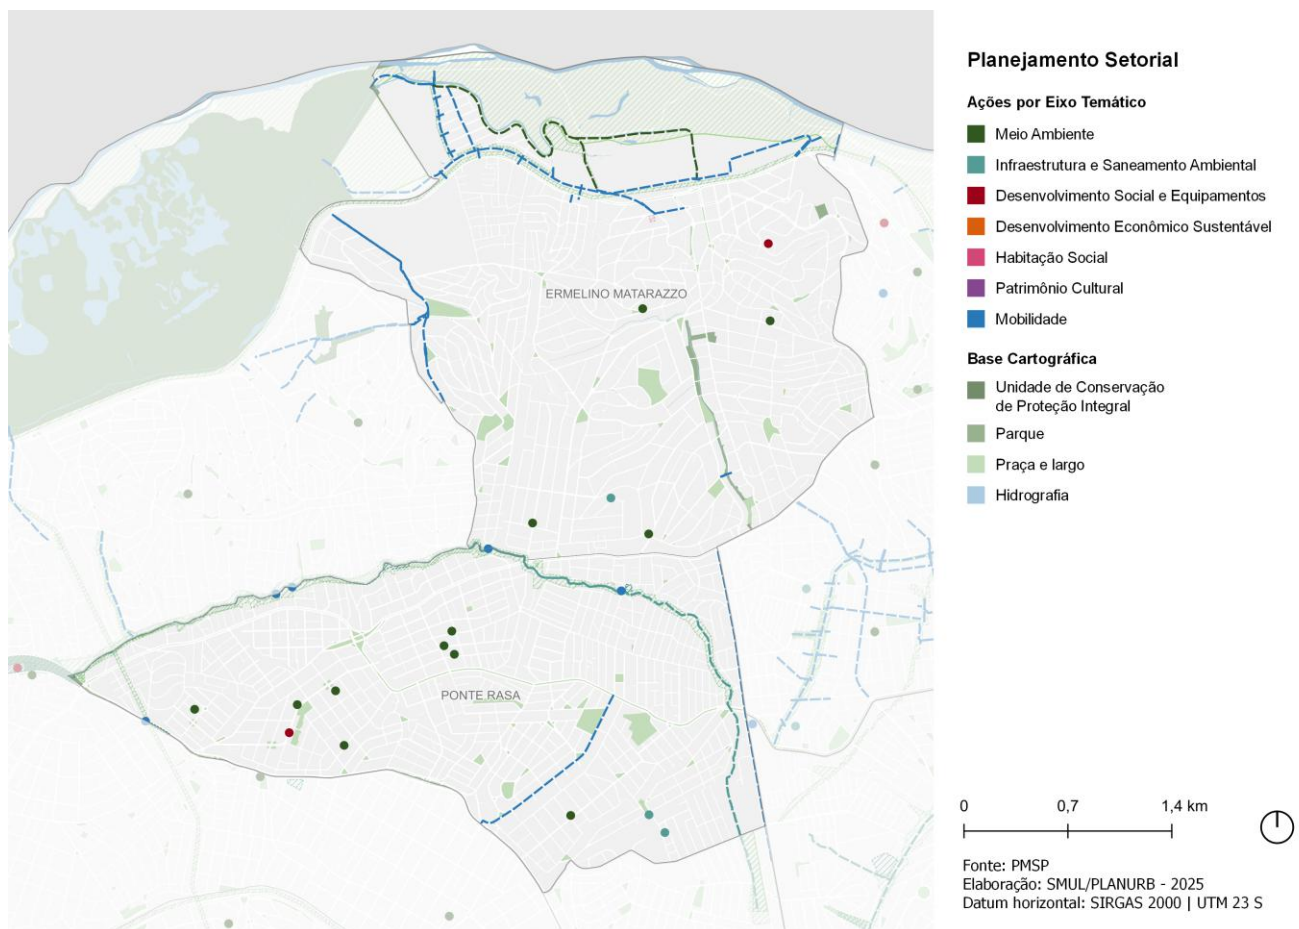 Planejamento Setorial
Ações por Eixo Temático
Meio Ambiente
Infraestrutura e Saneamento Ambiental
Desenvolvimento Social e Equipamentos
Desenvolvimento Econômico Sustentável
Habitação Social
Patrimônio Cultural
Mobilidade
Base Cartográfica
Unidade de Conservação
de Proteção Integral
Parque
Praça e largo
Hidrografia
ERMELINO MATARAZZO
PONTE RASA
0 0,7 1,4 km
Fonte: PMSP
Elaboração: SMUL/PLANURB - 2025
Datum horizontal: SIRGAS 2000 | UTM 23 S